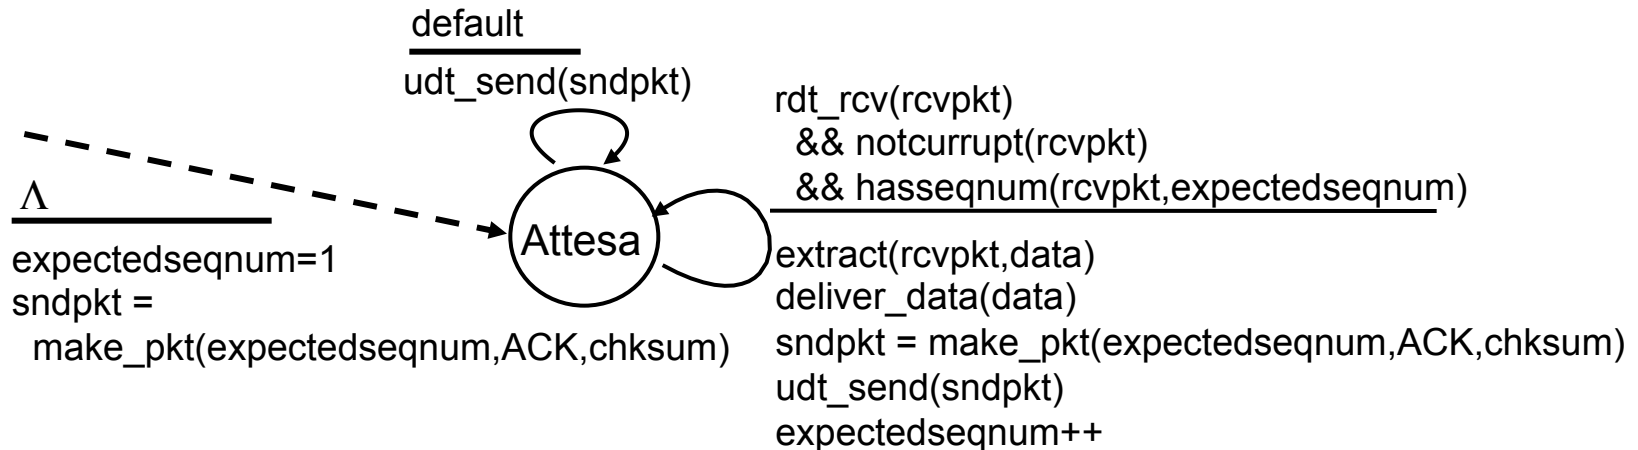 default
udt_send(sndpkt)
rdt_rcv(rcvpkt)
&& notcurrupt(rcvpkt)
&& hasseqnum(rcvpkt,expectedseqnum)
Λ
expectedseqnum=1
sndpkt =
make_pkt(expectedseqnum,ACK,chksum)
Attesa
extract(rcvpkt,data)
deliver_data(data)
sndpkt = make_pkt(expectedseqnum,ACK,chksum)
udt_send(sndpkt)
expectedseqnum++